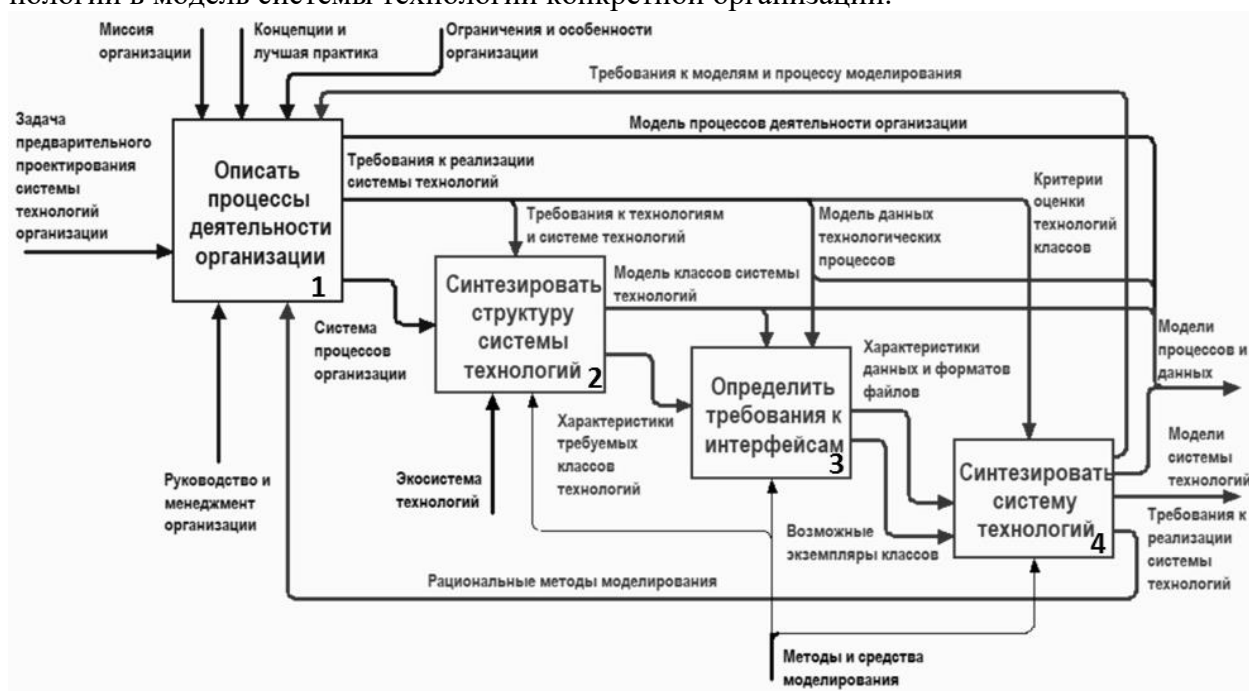 нологий в модель системы технологий конкретной организации.
Миссия
организации
Концепции и
лучшая практика
Ограничения и особенности
организации
Требования к моделям и процессу моделирования
Задача
предварительного
проектирования
системы
технологий
организации
Модель процессов деятельности организации
Описать
процессы
деятельности
организации
1
Требования к реализации
системы технологий
Критерии
оценки
технологий
классов
Требования к технологиям
и системе технологий
Модель данных
технологических
процессов
Синтезировать
структуру
системы
технологий
2
Модель классов системы
технологий
Система
процессов
организации
Модели
процессов и
данных
Характеристики
данных и форматов
файлов
Определить
требования к
интерфейсам
3
Характеристики
требуемых
классов
технологий
Модели
системы
технологий
Экосистема
технологий
Руководство и
менеджмент
организации
Синтезировать
систему
технологий
4
Возможные
экземпляры классов
Требования к
реализации
системы
технологий
Рациональные методы моделирования
Методы и средства
моделирования